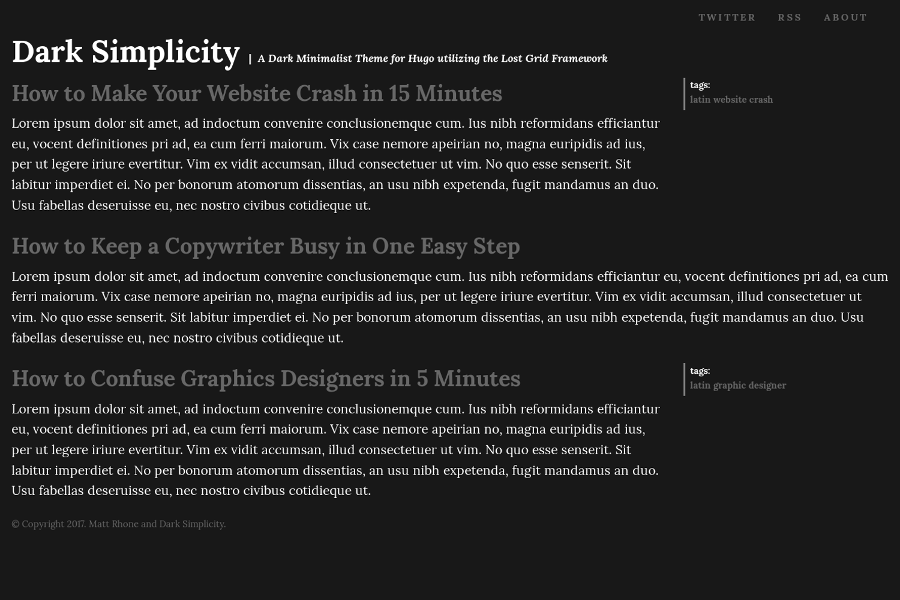 TWITTER RSS ABOUT
Dark Simplicity | A Dark Minimalist Theme for Hugo utilizing the Lost Grid Framework
How to Make Your Website Crash in 15 Minutes
Lorem ipsum dolor sit amet, ad indoctum convenire conclusionemque cum. Ius nibh reformidans efficiantur
eu, vocent definitiones pri ad, ea cum ferri maiorum. Vix case nemore apeirian no, magna euripidis ad ius,
per ut legere iriure evertitur. Vim ex vidit accumsan, illud consectetuer ut vim. No quo esse senserit. Sit
labitur imperdiet ei. No per bonorum atomorum dissentias, an usu nibh expetenda, fugit mandamus an duo.
Usu fabellas deseruisse eu, nec nostro civibus cotidieque ut.
tags:
latin website crash
How to Keep a Copywriter Busy in One Easy Step
Lorem ipsum dolor sit amet, ad indoctum convenire conclusionemque cum. Ius nibh reformidans efficiantur eu, vocent definitiones pri ad, ea cum
ferri maiorum. Vix case nemore apeirian no, magna euripidis ad ius, per ut legere iriure evertitur. Vim ex vidit accumsan, illud consectetuer ut
vim. No quo esse senserit. Sit labitur imperdiet ei. No per bonorum atomorum dissentias, an usu nibh expetenda, fugit mandamus an duo. Usu
fabellas deseruisse eu, nec nostro civibus cotidieque ut.
How to Confuse Graphics Designers in 5 Minutes
Lorem ipsum dolor sit amet, ad indoctum convenire conclusionemque cum. Ius nibh reformidans efficiantur
eu, vocent definitiones pri ad, ea cum ferri maiorum. Vix case nemore apeirian no, magna euripidis ad ius,
per ut legere iriure evertitur. Vim ex vidit accumsan, illud consectetuer ut vim. No quo esse senserit. Sit
labitur imperdiet ei. No per bonorum atomorum dissentias, an usu nibh expetenda, fugit mandamus an duo.
Usu fabellas deseruisse eu, nec nostro civibus cotidieque ut.
tags:
latin graphic designer
© Copyright 2017. Matt Rhone and Dark Simplicity.